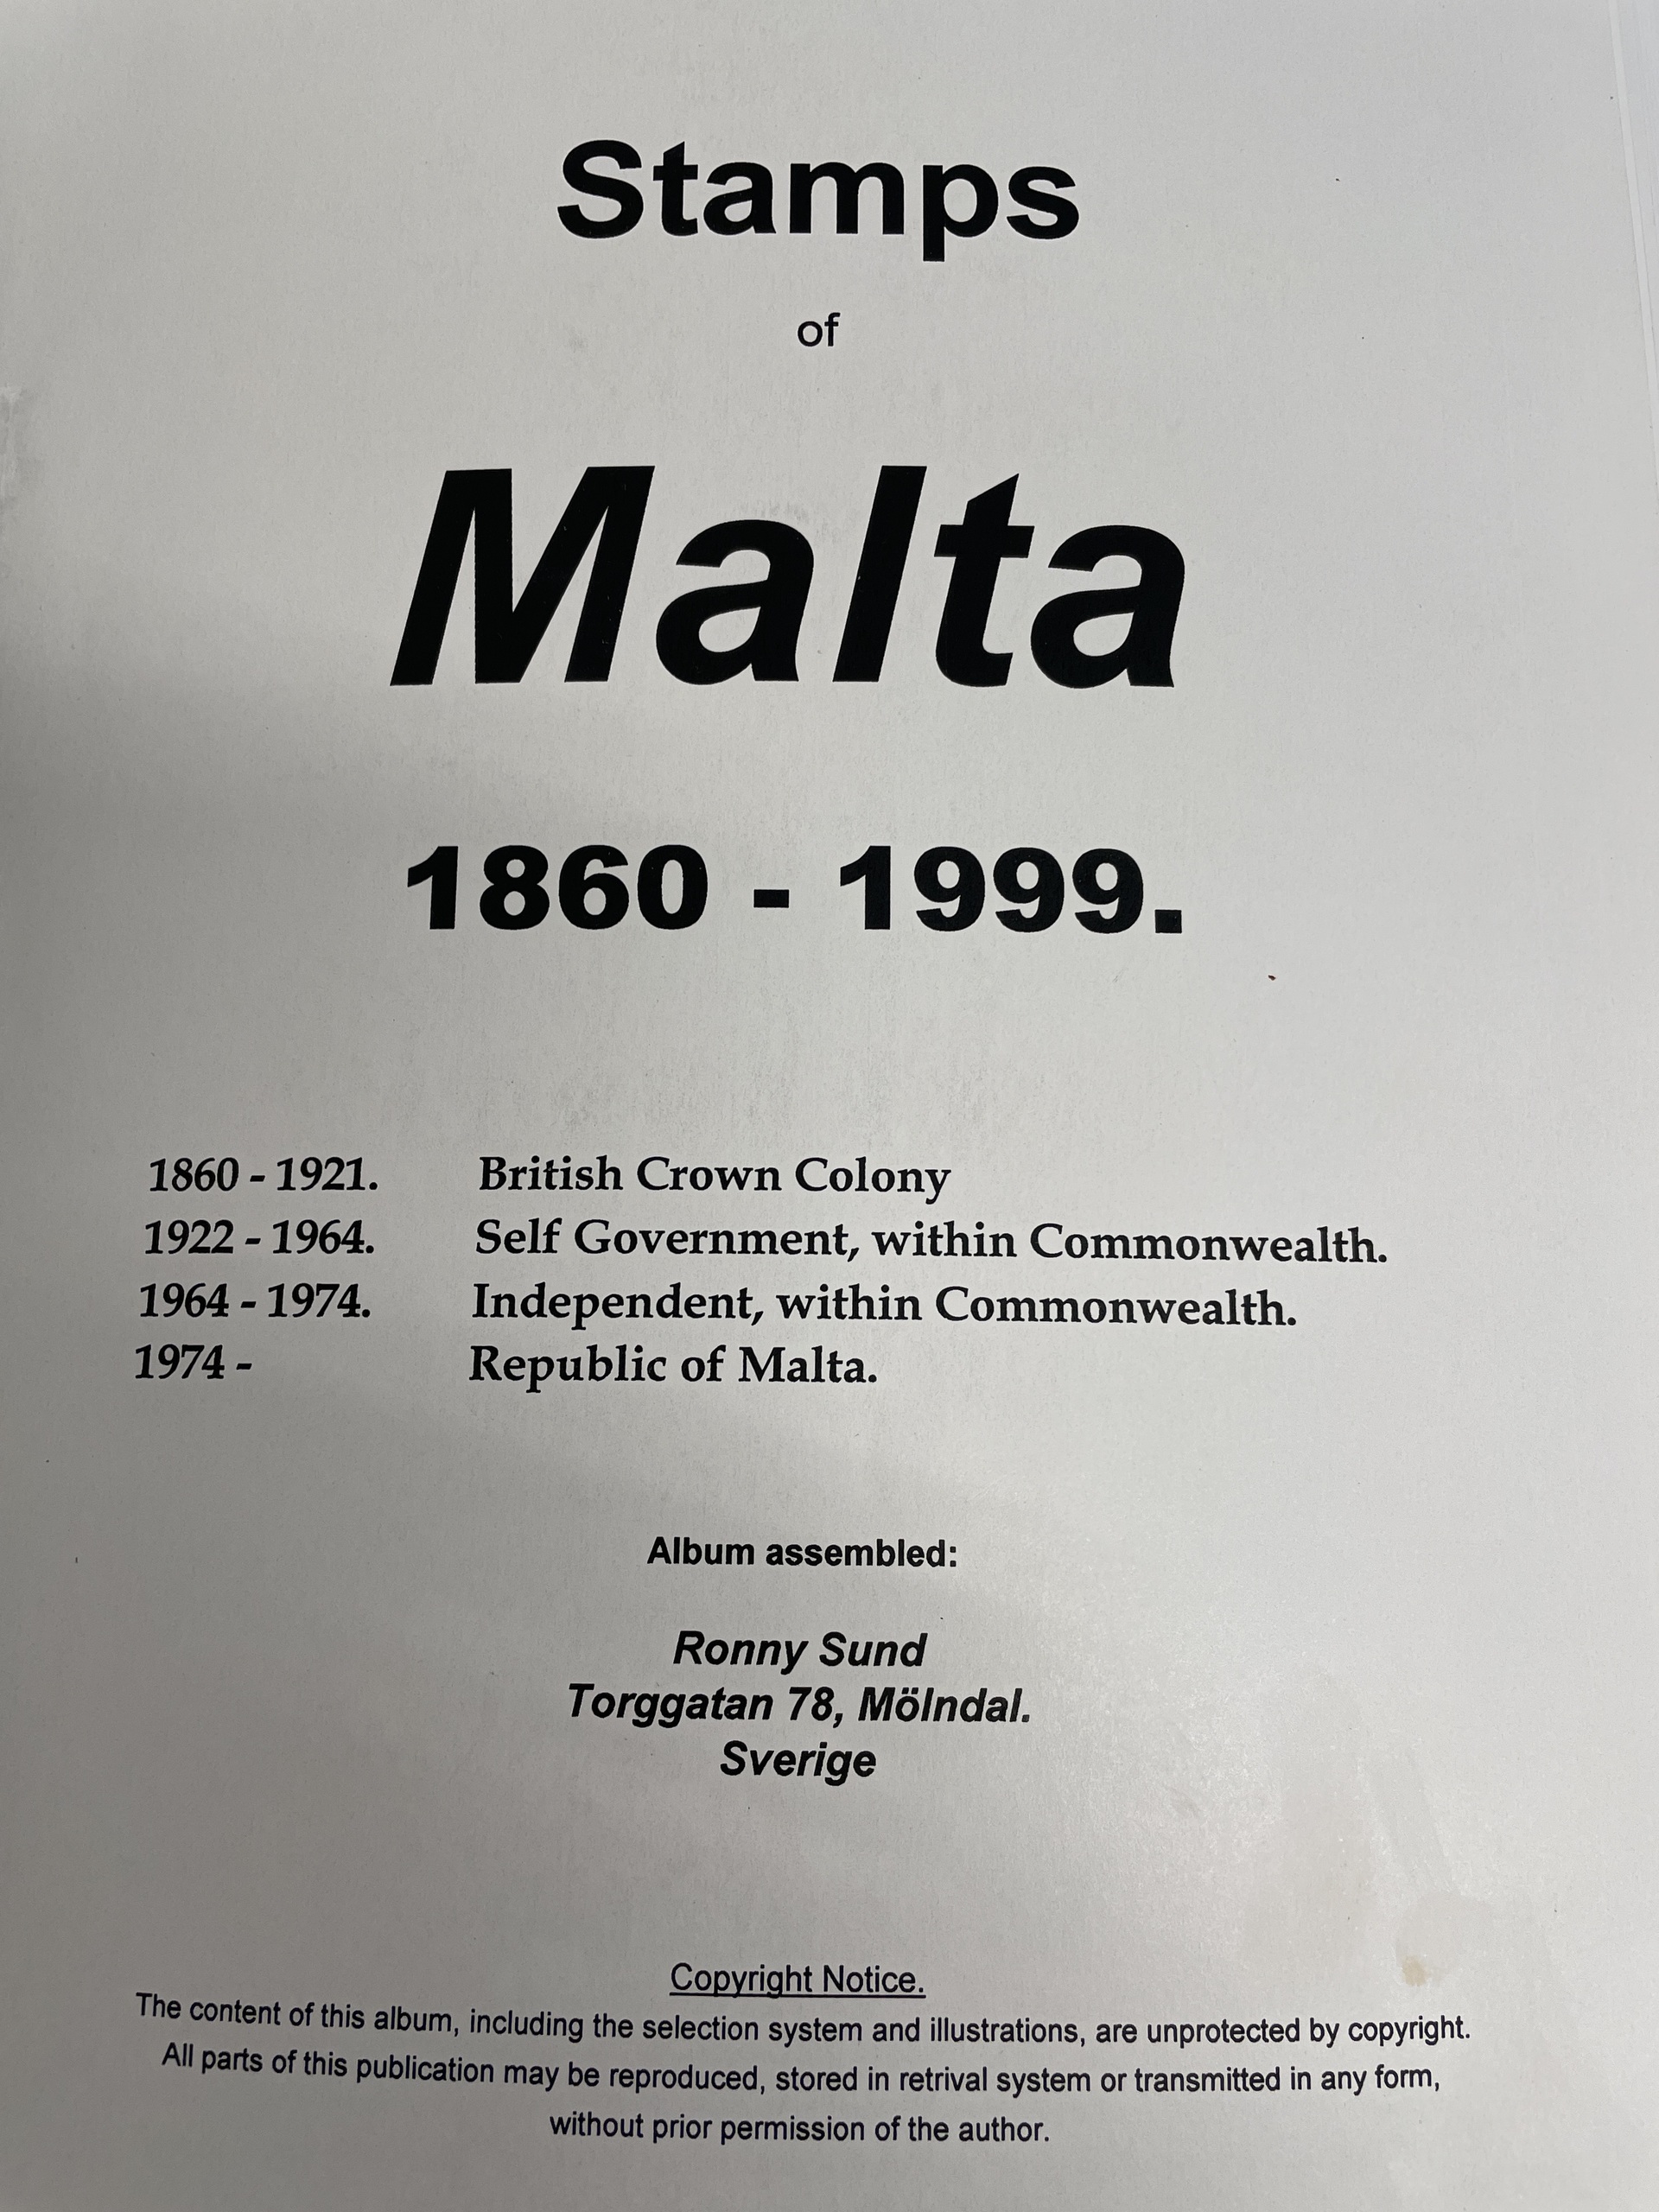 Stamps
of
Malta
1860 - 1999.
1860 - 1921. British Crown Colony
1922 - 1964. Self Government, within Commonwealth.
1964 - 1974. Independent, within Commonwealth.
1974 - Republic of Malta.
Album assembled:
Ronny Sund
Torggatan 78, Mölndal.
Sverige
Copyright Notice.
The content of this album, including the selection system and illustrations, are unprotected by copyright.
All parts of this publication may be reproduced, stored in retrival system or transmitted in any form,
without prior permission of the author.